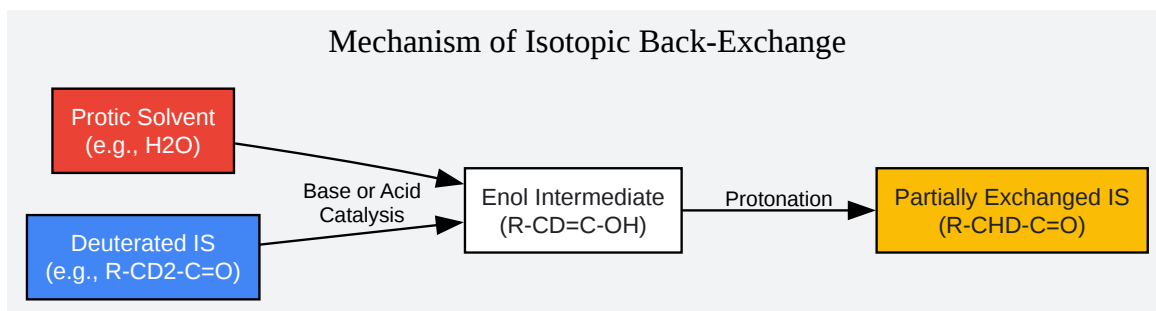 Mechanism of Isotopic Back-Exchange
Protic Solvent
(e.g., H2O)
Deuterated IS
(e.g., R-CD2-C=O)
Base or Acid
Catalysis
Enol Intermediate
(R-CD=C-OH)
Protonation
Partially Exchanged IS
(R-CHD-C=O)